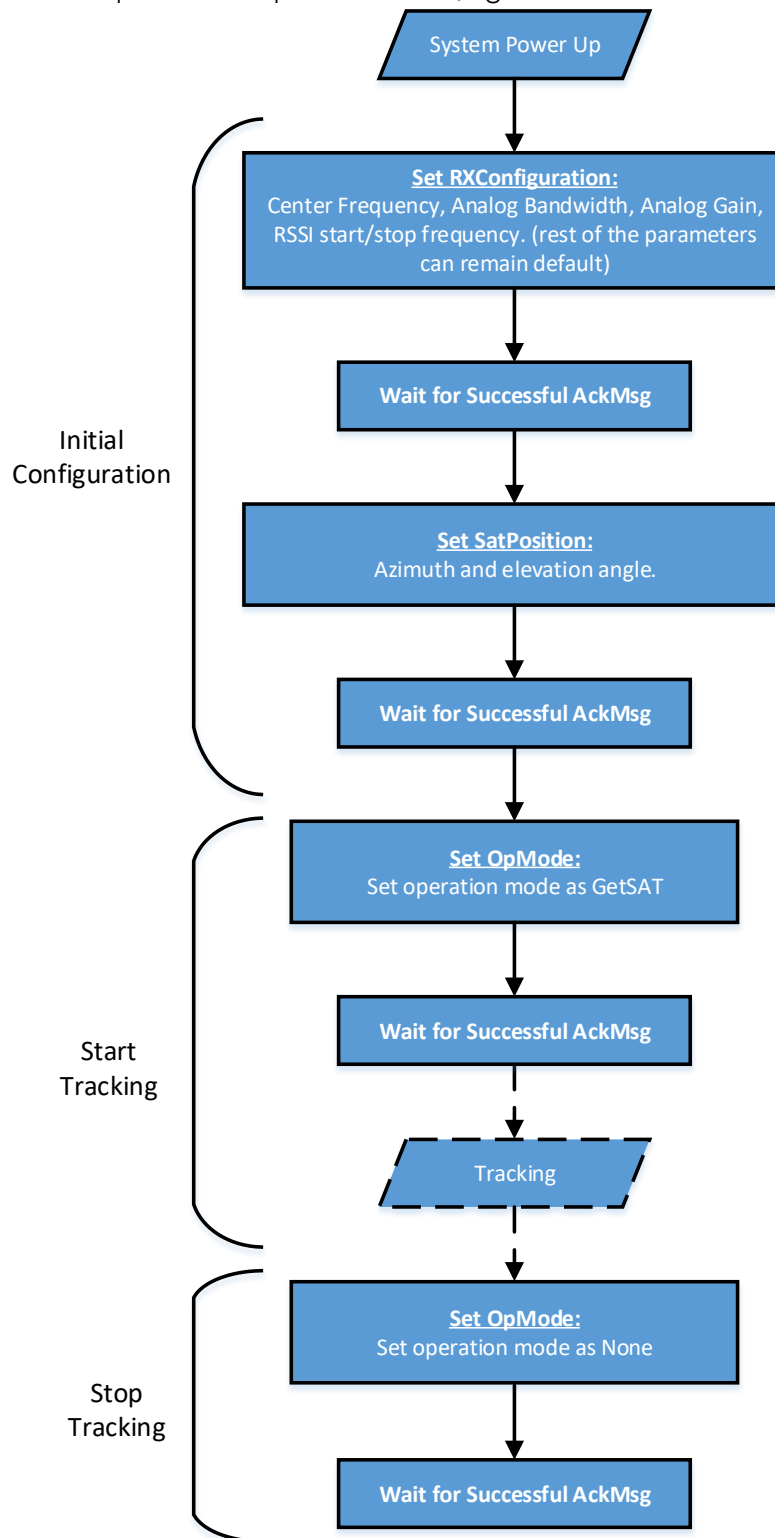 System Power Up
Set RXConfiguration:
Center Frequency, Analog Bandwidth, Analog Gain,
RSSI start/stop frequency. (rest of the parameters
can remain default)
Wait for Successful AckMsg
Initial
Configuration
Set SatPosition:
Azimuth and elevation angle.
Wait for Successful AckMsg
Set OpMode:
Set operation mode as GetSAT
Wait for Successful AckMsg
Start
Tracking
Tracking
Set OpMode:
Set operation mode as None
Stop
Tracking
Wait for Successful AckMsg